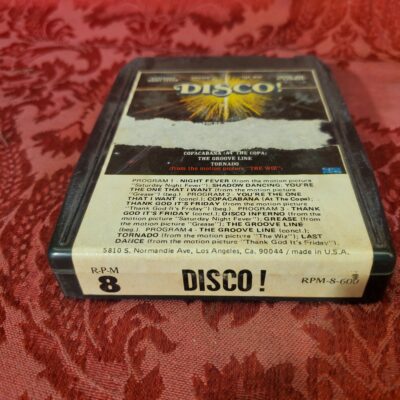 DISCO!
COPACABANA (AT THE COPA)
THE GROOVE LINE
TORNADO
(from the motion picture "THE WIZ")
PROGRAM 1 - NIGHT FEVER (from the motion picture
"Saturday Night Fever"); SHADOW DANCING; YOU'RE
THE ONE THAT I WANT (from the motion picture
"Grease") (beg.) PROGRAM 2 - YOU'RE THE ONE
THAT I WANT (concl.); COPACABANA (At The Copa);
THANK GOD IT'S FRIDAY (from the motion picture
"Thank God It's Friday") (beg.) PROGRAM 3 - THANK
GOD IT'S FRIDAY (concl.); DISCO INFERNO (from the
motion picture "Saturday Night Fever"); GREASE (from
the motion picture "Grease"); THE GROOVE LINE
(beg.) PROGRAM 4 - THE GROOVE LINE (concl.)
TORNADO (from the motion picture "The Wiz"); LAST
DANCE (from the motion picture "Thank God It's Friday").
5810 S. Normandie Ave, Los Angeles, Ca. 90044 / made in U.S.A.
R-P-M
8
DISCO!
RPM-8-600